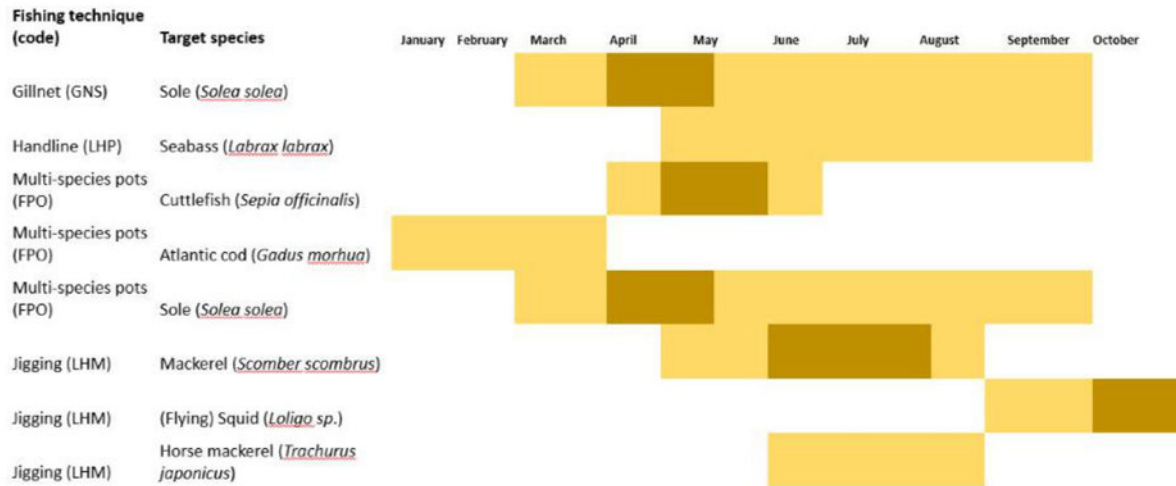 Fishing technique
(code) Target species January February March April May June July August September October
Gillnet (GNS) Sole (Solea solea)
Handline (LHP) Seabass (Labrax labrax)
Multi-species pots
(FPO) Cuttlefish (Sepia officinalis)
Multi-species pots
(FPO) Atlantic cod (Gadus morhua)
Multi-species pots
(FPO) Sole (Solea solea)
Jigging (LHM) Mackerel (Scomber scombrus)
Jigging (LHM) (Flying) Squid (Loligo sp.)
Horse mackerel (Trachurus
Jigging (LHM) japonicus)